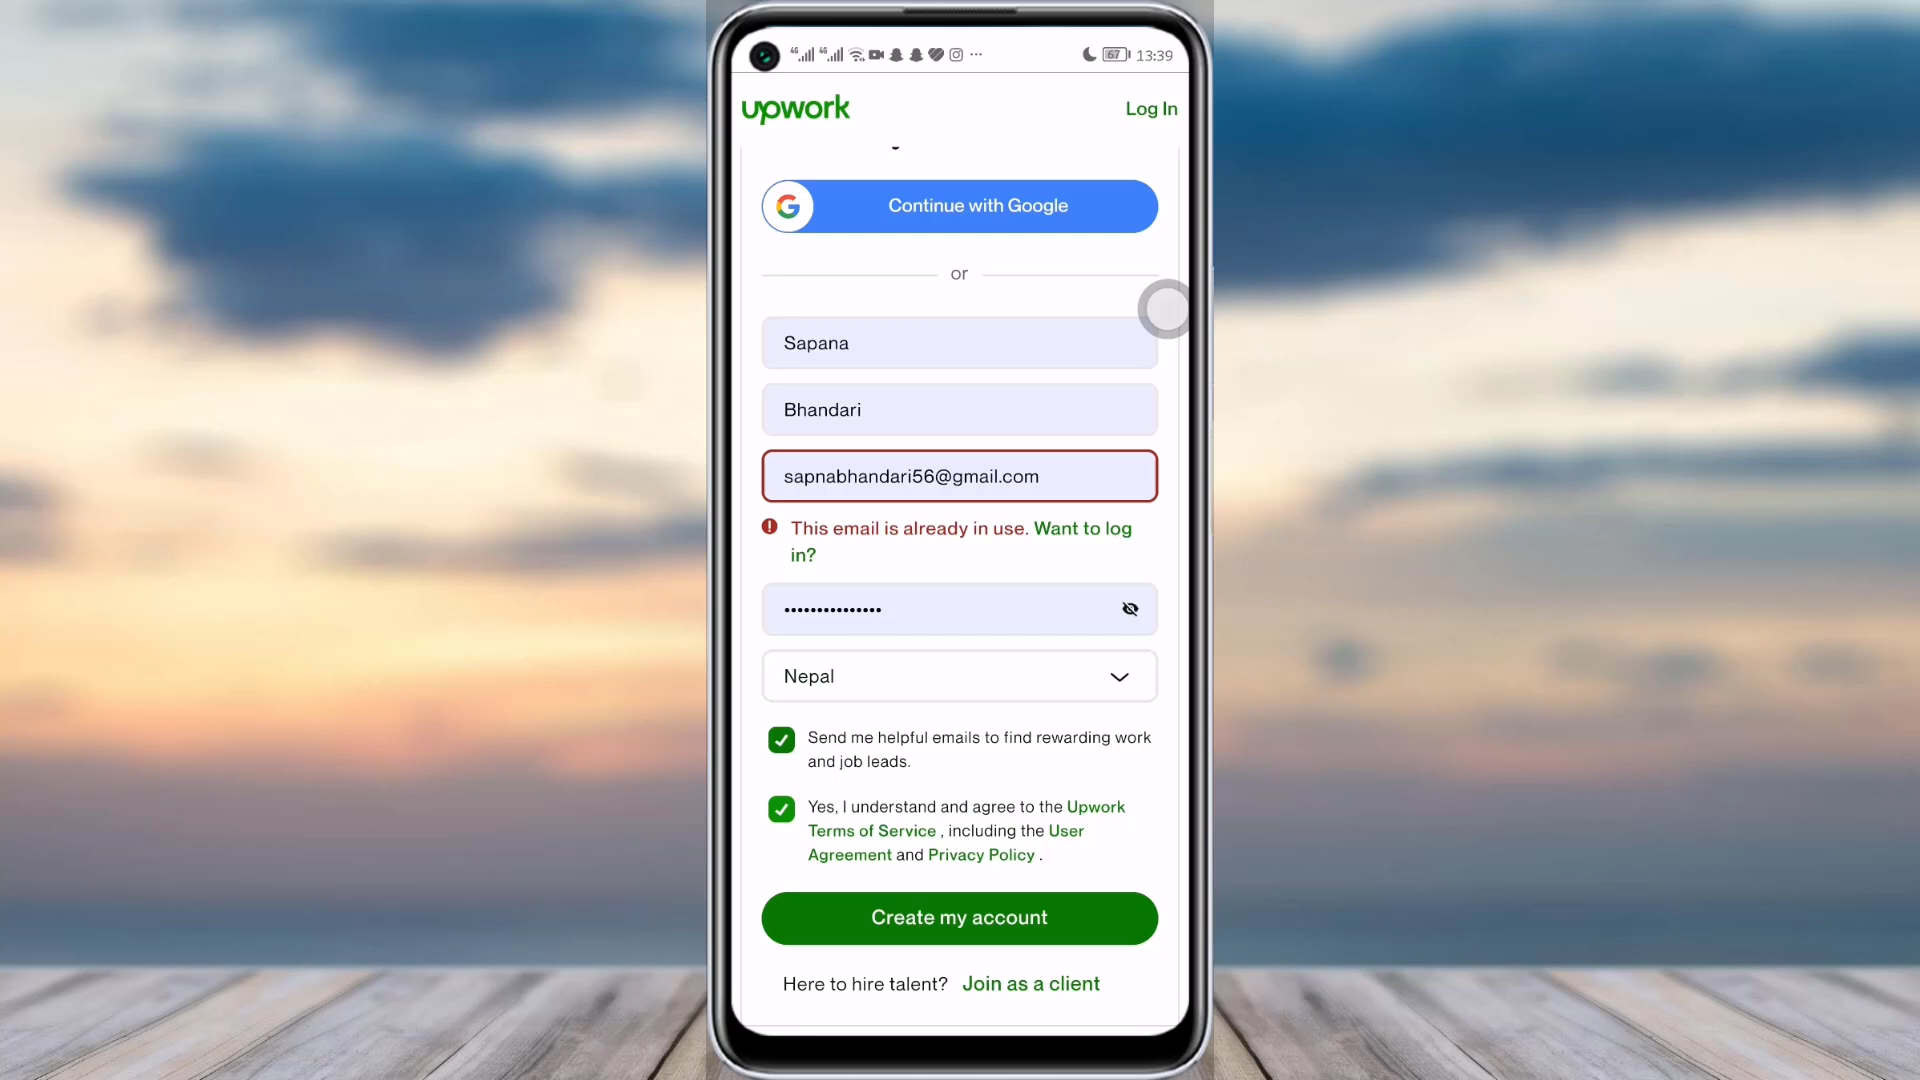 4G 4G 67 13:39
upwork Log In
Continue with Google
or
Sapana
Bhandari
sapnabhandari56@gmail.com
This email is already in use. Want to log
in?
•••••••••••••••
Nepal
Send me helpful emails to find rewarding work
and job leads.
Yes, I understand and agree to the Upwork
Terms of Service , including the User
Agreement and Privacy Policy .
Create my account
Here to hire talent? Join as a client